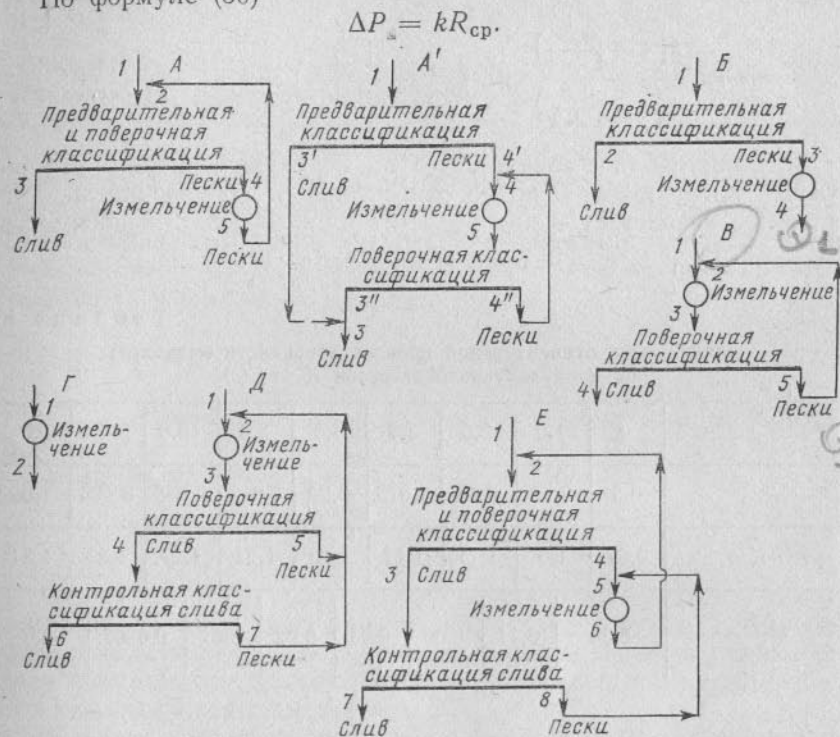 По формуле (30)
ΔP = kRср.
1 А
2
Предварительная
и поверочная
классификация
3
Пески 4
Измельчение
5
Слив
Пески
1 А'
Предварительная
классификация
3' Пески 4'
Слив 4
Измельчение
5
Поверочная клас-
сификация
3" 4"
3
Слив
Пески
1 Б
Предварительная
классификация
2 Пески 3
Слив
Измельчение
4
1 В
2
Измельчение
3
Поверочная
классификация
4 Слив 5
Пески
Г
1
Измель-
чение
2
Д
1
2
Измель-
чение
3
Поверочная
классификация
4 Слив 5
Пески
Контрольная клас-
сификация слива
6 7
Слив Пески
1 Е
2
Предварительная
и поверочная
классификация
3 Слив 4
5
Измельчение
6
Контрольная клас-
сификация слива
7 8
Слив Пески